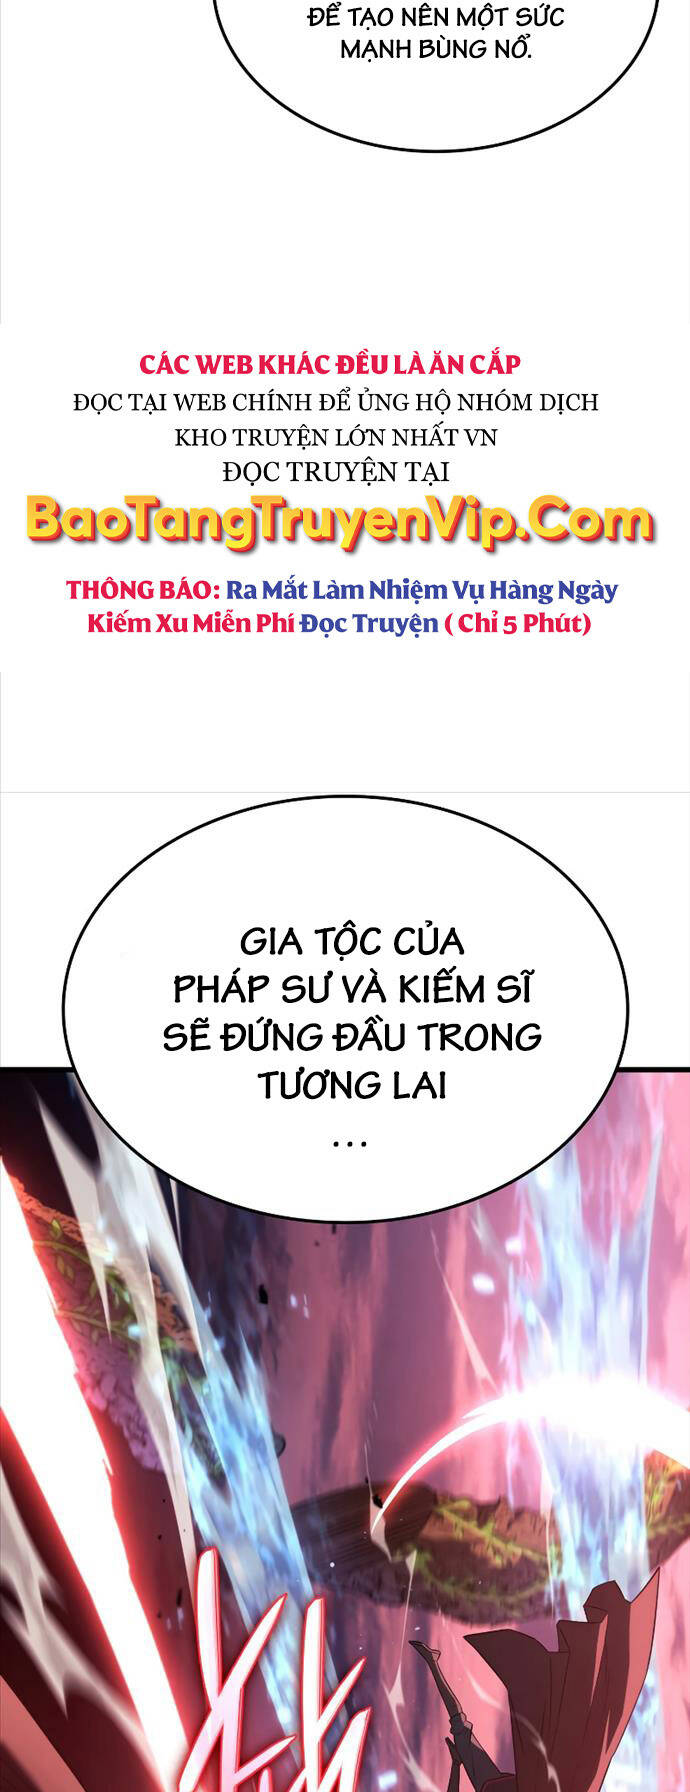 ĐỂ TẠO NÊN MỘT SỨC
MẠNH BÙNG NỔ.
CÁC WEB KHÁC ĐỀU LÀ ĂN CẮP
ĐỌC TẠI WEB CHÍNH ĐỂ ỦNG HỘ NHÓM DỊCH
KHO TRUYỆN LỚN NHẤT VN
ĐỌC TRUYỆN TẠI
BaoTangTruyenVip.Com
THÔNG BÁO: Ra Mắt Làm Nhiệm Vụ Hàng Ngày
Kiếm Xu Miễn Phí Đọc Truyện ( Chỉ 5 Phút)
GIA TỘC CỦA
PHÁP SƯ VÀ KIẾM SĨ
SẼ ĐỨNG ĐẦU TRONG
TƯƠNG LAI
...